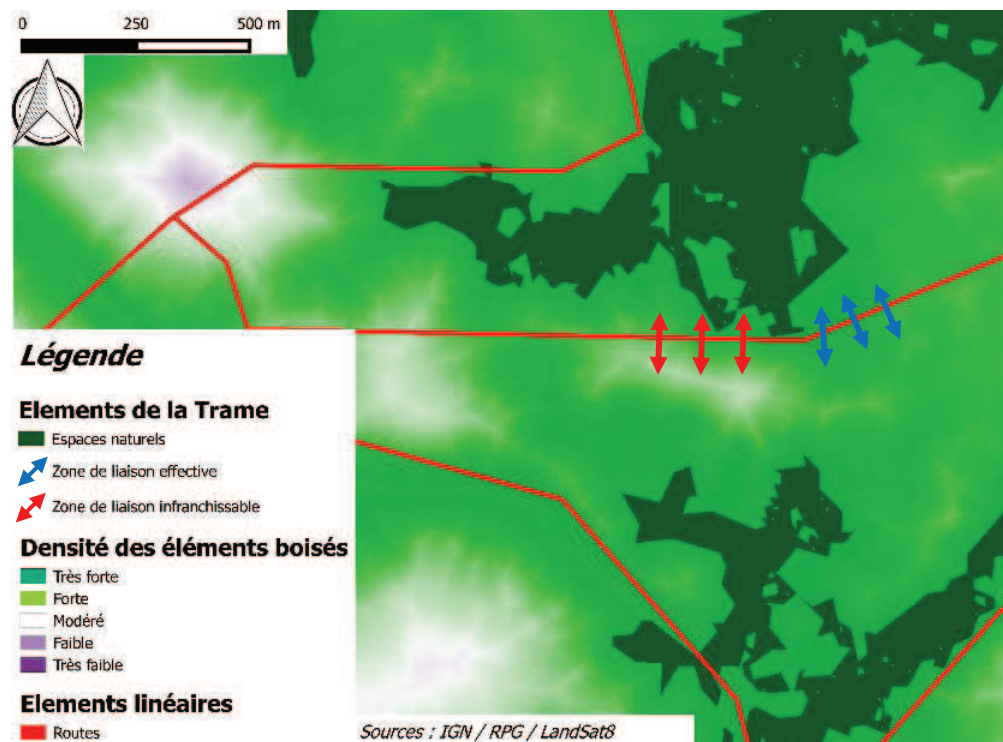 0 250 500 m
Légende
Elements de la Trame
Espaces naturels
Zone de liaison effective
Zone de liaison infranchissable
Densité des éléments boisés
Très forte
Forte
Modéré
Faible
Très faible
Elements linéaires
Routes
Sources : IGN / RPG / LandSat8